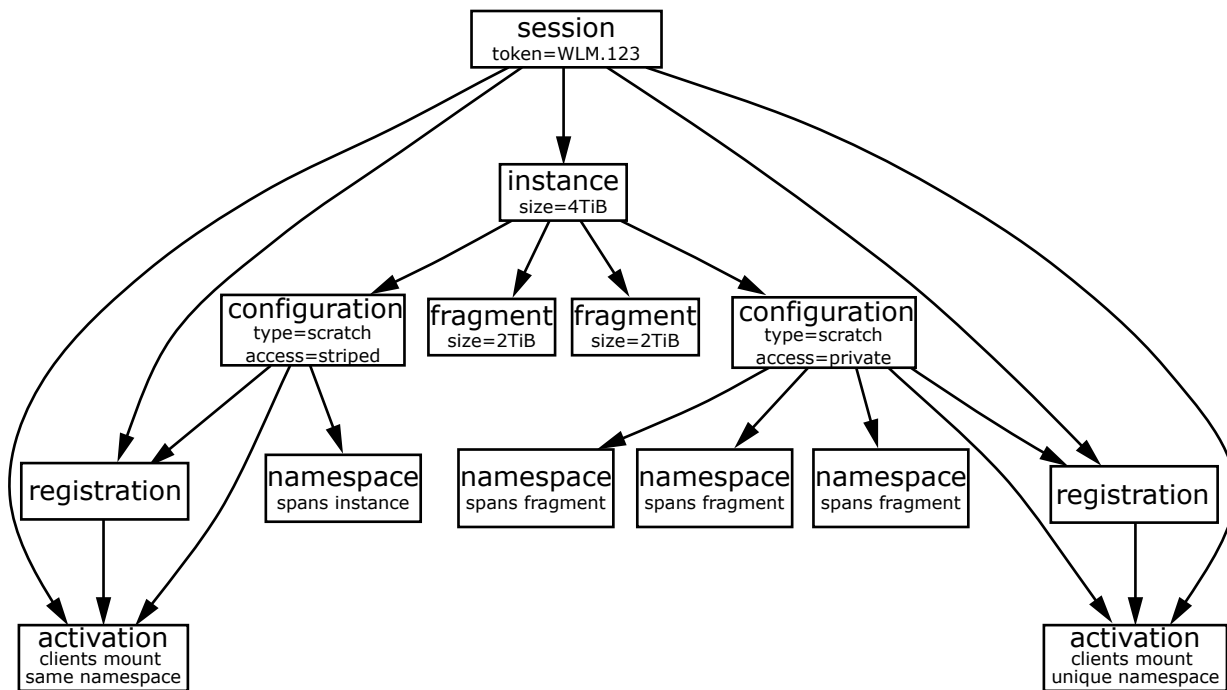 session
token=WLM.123
instance
size=4TiB
configuration
type=scratch
access=striped
fragment
size=2TiB
fragment
size=2TiB
configuration
type=scratch
access=private
registration
namespace
spans instance
namespace
spans fragment
namespace
spans fragment
namespace
spans fragment
registration
activation
clients mount
same namespace
activation
clients mount
unique namespace